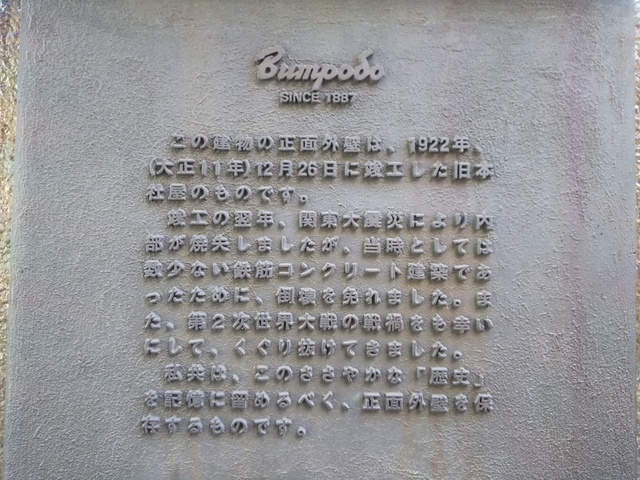 Bumpodo
SINCE 1887
この建物の正面外壁は、1922年、
(大正11年)12月26日に竣工した旧本
社屋のものです。
竣工の翌年、関東大震災により内
部が焼失しましたが、当時としては
数少ない鉄筋コンクリート建築であ
ったために、倒壊を免れました。ま
た、第2次世界大戦の戦禍をも辛い
にして、くぐり抜けてきました。
私共は、このささやかな「歴史」
を記憶に留めるべく、正面外壁を保
存するものです。